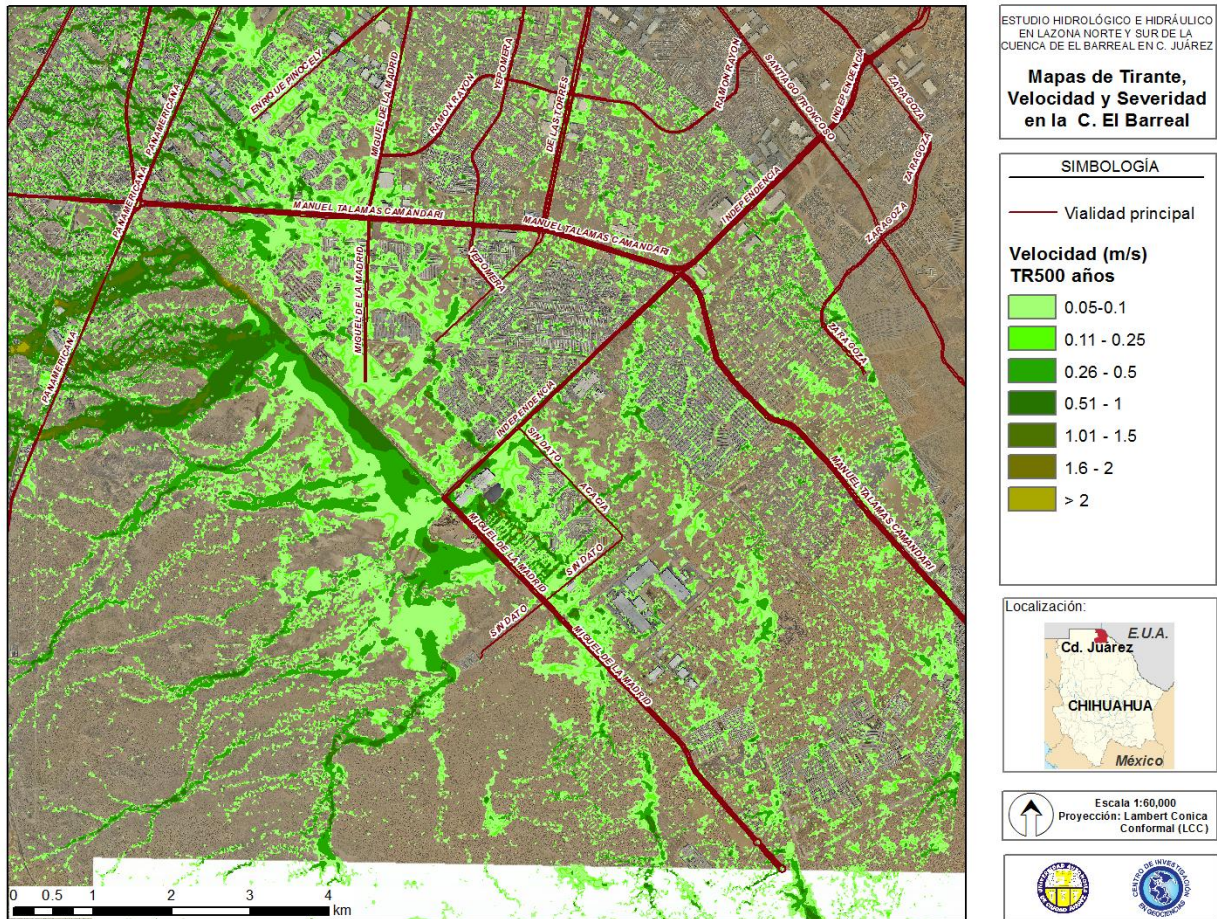 ENRIQUE PINOCELY
MIGUEL DE LA MADRID
RAMON RAYON
YEPOMERA
DE LAS TORRES
RAMON RAYON
SANTIAGO TRONCOSO
INDEPENDENCIA
ZARAGOZA
ZARAGOZA
ZARAGOZA
ZARAGOZA
PANAMERICANA
PANAMERICANA
PANAMERICANA
MANUEL TALAMAS CAMANDARI
MANUEL TALAMAS CAMANDARI
INDEPENDENCIA
MIGUEL DE LA MADRID
YEPOMERA
INDEPENDENCIA
SIN DATO
ACACIA
SIN DATO
SIN DATO
MIGUEL DE LA MADRID
MIGUEL DE LA MADRID
MANUEL TALAMAS CAMANDARI
0 0.5 1 2 3 4
km
ESTUDIO HIDROLÓGICO E HIDRÁULICO
EN LAZONA NORTE Y SUR DE LA
CUENCA DE EL BARREAL EN C. JUÁREZ
Mapas de Tirante,
Velocidad y Severidad
en la C. El Barreal
SIMBOLOGÍA
Vialidad principal
Velocidad (m/s)
TR500 años
0.05-0.1
0.11 - 0.25
0.26 - 0.5
0.51 - 1
1.01 - 1.5
1.6 - 2
> 2
Localización:
E.U.A.
Cd. Juárez
CHIHUAHUA
México
Escala 1:60,000
Proyección: Lambert Conica
Conformal (LCC)
CENTRO DE INVESTIGACIÓN
EN GEOCIENCIAS